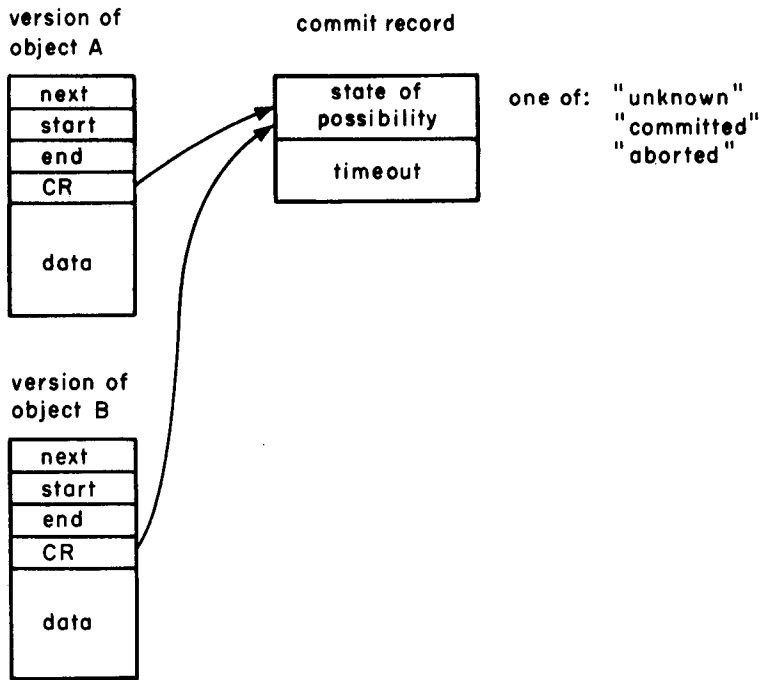 version of
object A
next
start
end
CR
data
commit record
state of
possibility
timeout
one of: "unknown"
"committed"
"aborted"
version of
object B
next
start
end
CR
data